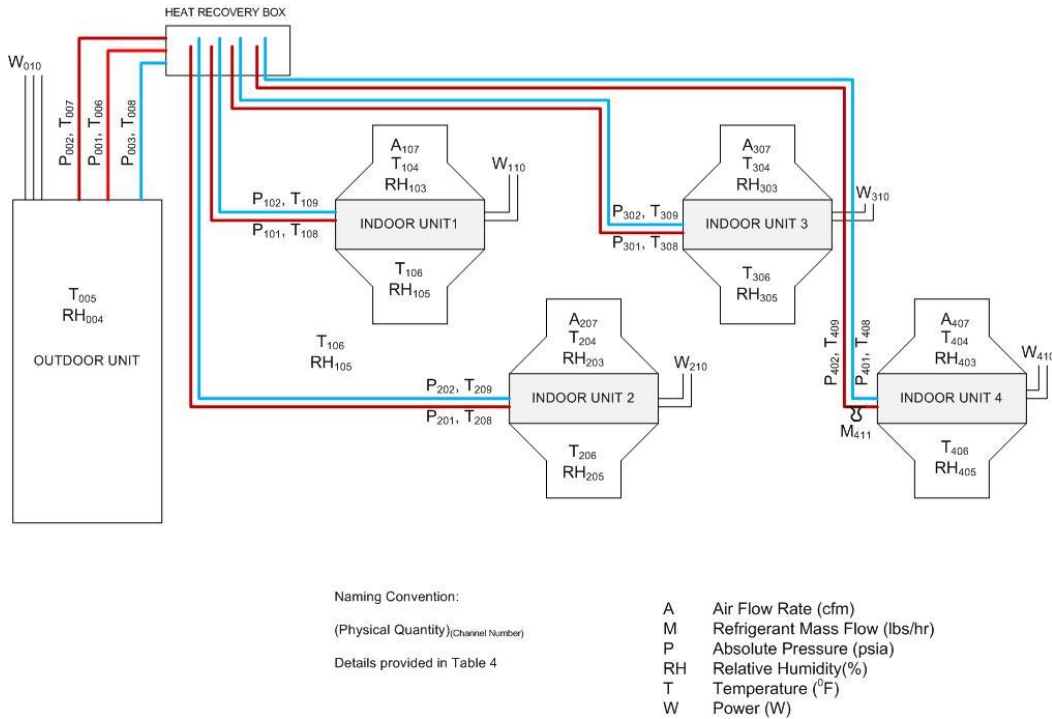 HEAT RECOVERY BOX
W010
P002, T007
P001, T006
P003, T008
A107
T104
RH103
W110
P102, T109
P101, T108
INDOOR UNIT1
T106
RH105
A307
T304
RH303
W310
P302, T309
P301, T308
INDOOR UNIT 3
T306
RH305
T005
RH004
OUTDOOR UNIT
T106
RH105
A207
T204
RH203
W210
P202, T209
P201, T208
INDOOR UNIT 2
T206
RH205
P402, T409
P401, T408
A407
T404
RH403
W410
INDOOR UNIT 4
M411
T406
RH405
Naming Convention:
(Physical Quantity)(Channel Number)
Details provided in Table 4
A Air Flow Rate (cfm)
M Refrigerant Mass Flow (lbs/hr)
P Absolute Pressure (psia)
RH Relative Humidity(%)
T Temperature (⁰F)
W Power (W)